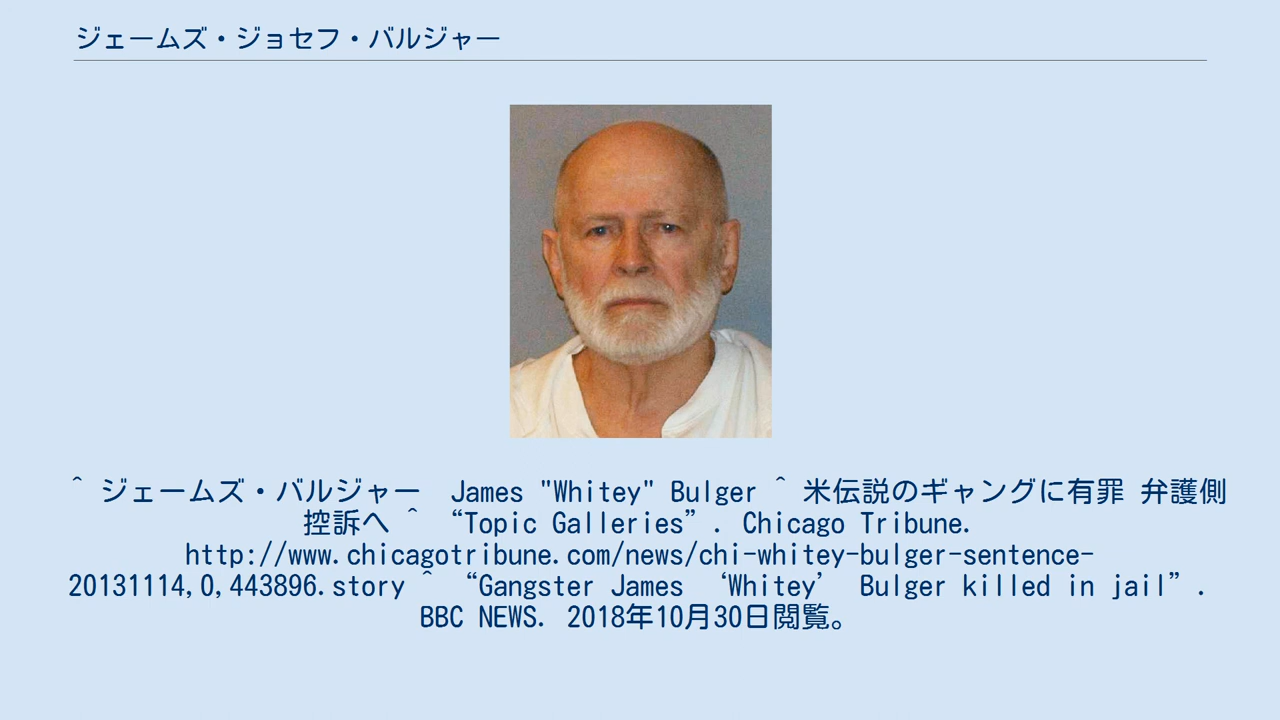 ジェームズ・ジョセフ・バルジャー
^ ジェームズ・バルジャー　James "Whitey" Bulger ^ 米伝説のギャングに有罪 弁護側
控訴へ ^ “Topic Galleries”. Chicago Tribune.
http://www.chicagotribune.com/news/chi-whitey-bulger-sentence-
20131114,0,443896.story ^ “Gangster James ‘Whitey’ Bulger killed in jail”.
BBC NEWS. 2018年10月30日閲覧。